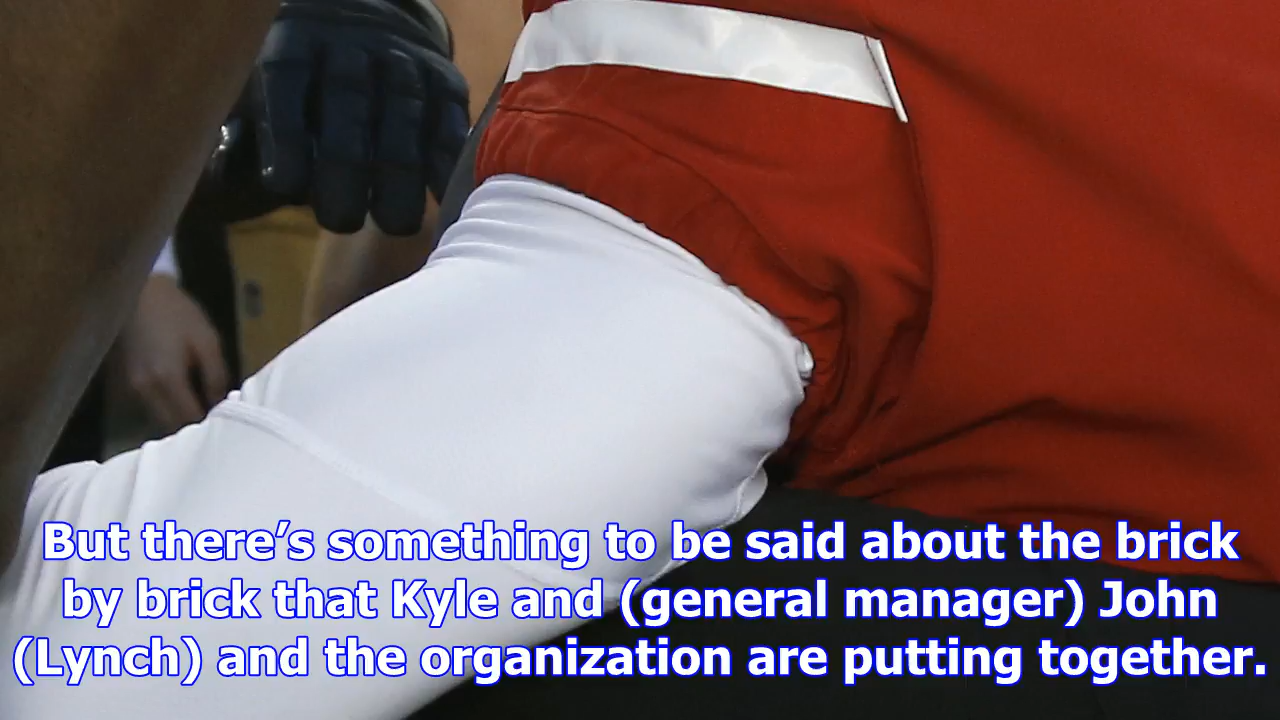 But there’s something to be said about the brick
by brick that Kyle and (general manager) John
(Lynch) and the organization are putting together.